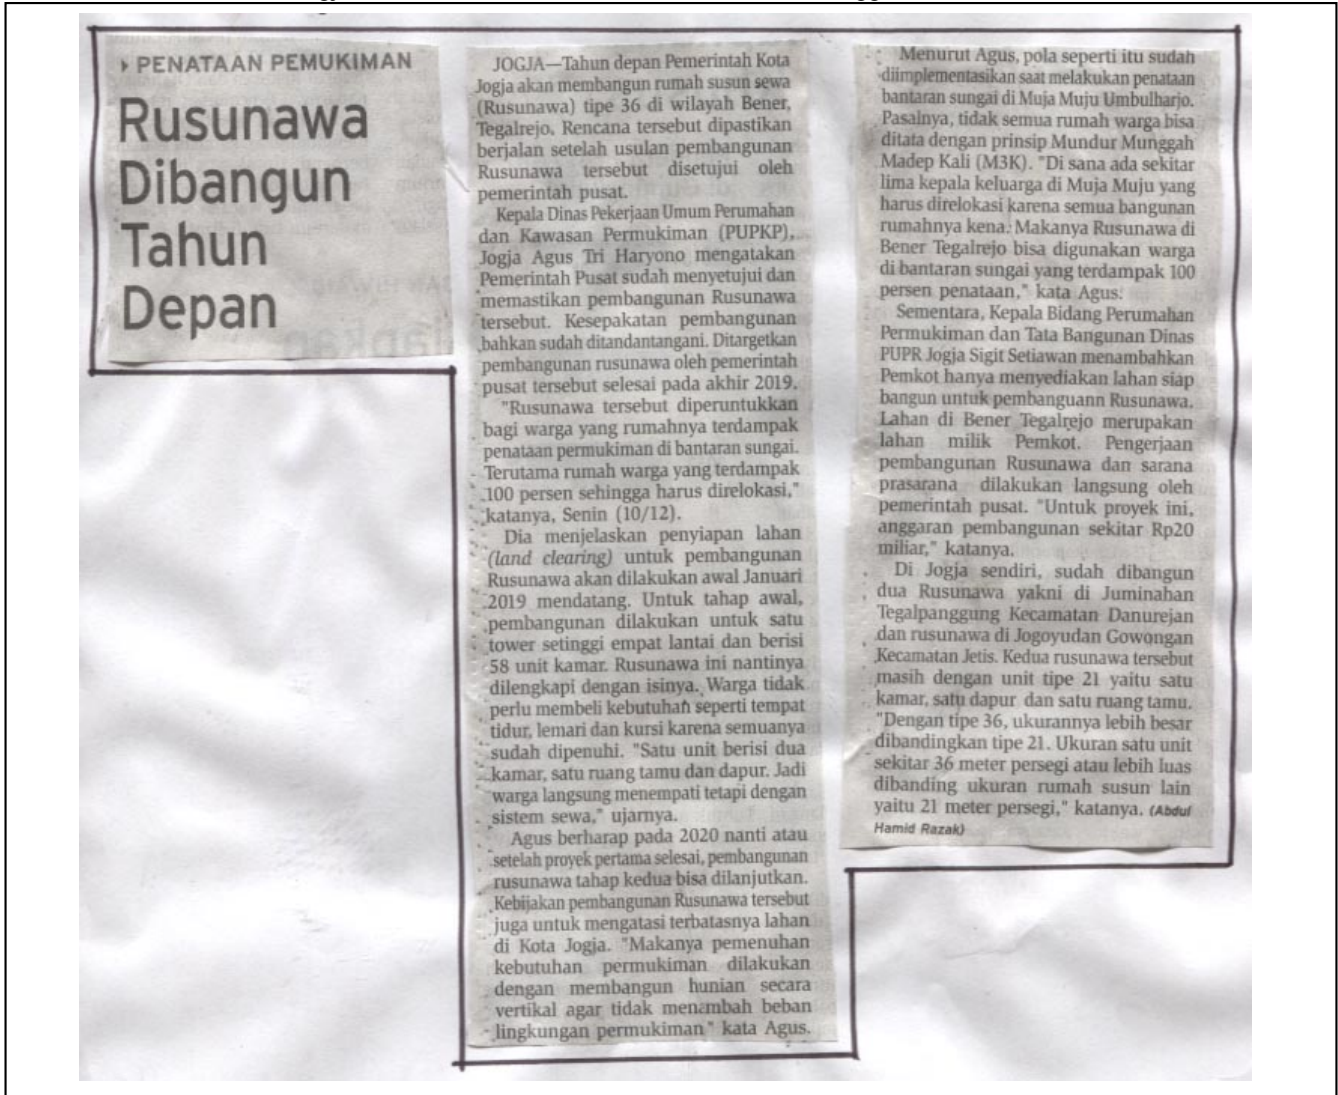 PENATAAN PEMUKIMAN
Rusunawa
Dibangun
Tahun
Depan
JOGJA—Tahun depan Pemerintah Kota
Jogja akan membangun rumah susun sewa
(Rusunawa) tipe 36 di wilayah Bener,
Tegalrejo. Rencana tersebut dipastikan
berjalan setelah usulan pembangunan
Rusunawa tersebut disetujui oleh
pemerintah pusat.
Kepala Dinas Pekerjaan Umum Perumahan
dan Kawasan Permukiman (PUPKP),
Jogja Agus Tri Haryono mengatakan
Pemerintah Pusat sudah menyetujui dan
memastikan pembangunan Rusunawa
tersebut. Kesepakatan pembangunan
bahkan sudah ditandantangani. Ditargetkan
pembangunan rusunawa oleh pemerintah
pusat tersebut selesai pada akhir 2019.
"Rusunawa tersebut diperuntukkan
bagi warga yang rumahnya terdampak
penataan permukiman di bantaran sungai.
Terutama rumah warga yang terdampak
100 persen sehingga harus direlokasi,"
katanya, Senin (10/12).
Dia menjelaskan penyiapan lahan
(land clearing) untuk pembangunan
Rusunawa akan dilakukan awal Januari
2019 mendatang. Untuk tahap awal,
pembangunan dilakukan untuk satu
tower setinggi empat lantai dan berisi
58 unit kamar. Rusunawa ini nantinya
dilengkapi dengan isinya. Warga tidak
perlu membeli kebutuhan seperti tempat
tidur, lemari dan kursi karena semuanya
sudah dipenuhi. "Satu unit berisi dua
kamar, satu ruang tamu dan dapur. Jadi
warga langsung menempati tetapi dengan
sistem sewa," ujarnya.
Agus berharap pada 2020 nanti atau
setelah proyek pertama selesai, pembangunan
rusunawa tahap kedua bisa dilanjutkan.
Kebijakan pembangunan Rusunawa tersebut
juga untuk mengatasi terbatasnya lahan
di Kota Jogja. "Makanya pemenuhan
kebutuhan permukiman dilakukan
dengan membangun hunian secara
vertikal agar tidak menambah beban
lingkungan permukiman" kata Agus.
Menurut Agus, pola seperti itu sudah
diimplementasikan saat melakukan penataan
bantaran sungai di Muja Muju Umbulharjo.
Pasalnya, tidak semua rumah warga bisa
ditata dengan prinsip Mundur Munggah
Madep Kali (M3K). "Di sana ada sekitar
lima kepala keluarga di Muja Muju yang
harus direlokasi karena semua bangunan
rumahnya kena. Makanya Rusunawa di
Bener Tegalrejo bisa digunakan warga
di bantaran sungai yang terdampak 100
persen penataan," kata Agus.
Sementara, Kepala Bidang Perumahan
Permukiman dan Tata Bangunan Dinas
PUPR Jogja Sigit Setiawan menambahkan
Pemkot hanya menyediakan lahan siap
bangun untuk pembanguann Rusunawa.
Lahan di Bener Tegalrejo merupakan
lahan milik Pemkot. Pengerjaan
pembangunan Rusunawa dan sarana
prasarana dilakukan langsung oleh
pemerintah pusat. "Untuk proyek ini,
anggaran pembangunan sekitar Rp20
miliar," katanya.
Di Jogja sendiri, sudah dibangun
dua Rusunawa yakni di Juminahan
Tegalpanggung Kecamatan Danurejan
dan rusunawa di Jogoyudan Gowongan
Kecamatan Jetis. Kedua rusunawa tersebut
masih dengan unit tipe 21 yaitu satu
kamar, satu dapur dan satu ruang tamu.
"Dengan tipe 36, ukurannya lebih besar
dibandingkan tipe 21. Ukuran satu unit
sekitar 36 meter persegi atau lebih luas
dibanding ukuran rumah susun lain
yaitu 21 meter persegi," katanya. (Abdul
Hamid Razak)